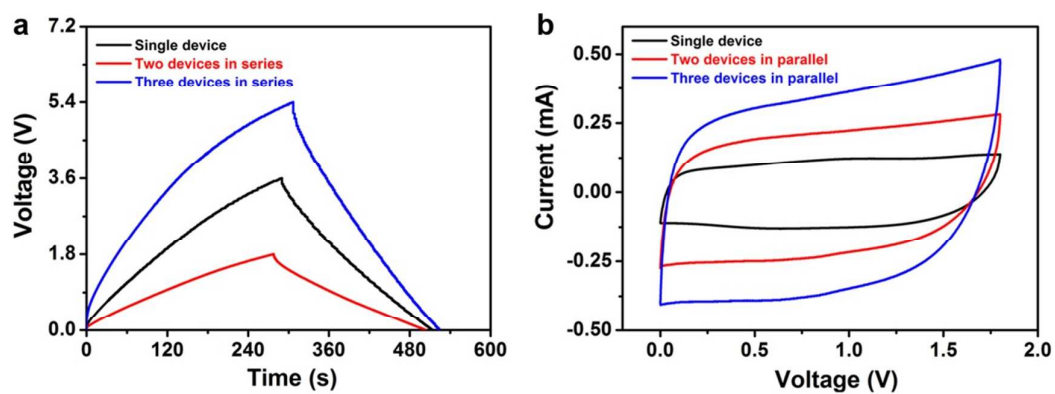 a
7.2
5.4
3.6
1.8
0.0
Voltage (V)
Single device
Two devices in series
Three devices in series
0
120
240
360
480
600
Time (s)
b
0.50
0.25
0.00
-0.25
-0.50
Current (mA)
Single device
Two devices in parallel
Three devices in parallel
0.0
0.5
1.0
1.5
2.0
Voltage (V)